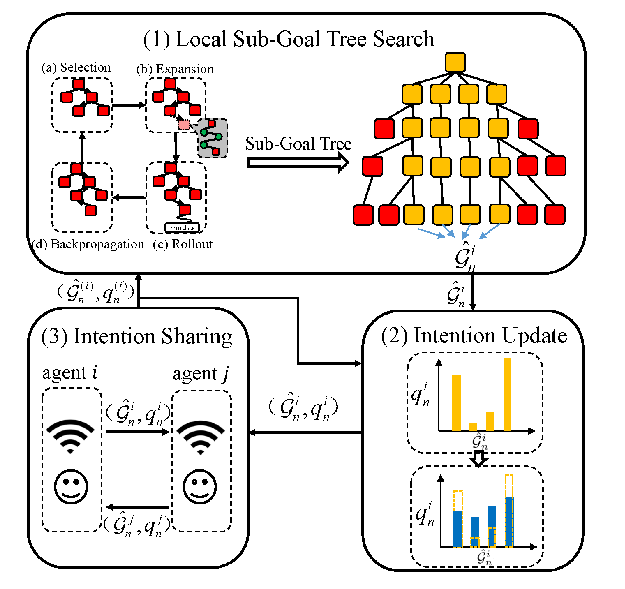 (1) Local Sub-Goal Tree Search
(a) Selection
(b) Expansion
Sub-Goal Tree
(d) Backpropagation
(c) Rollout
$\hat{\mathcal{G}}_n^i$
$(\hat{\mathcal{G}}_n^{(i)}, q_n^{(i)})$
$\hat{\mathcal{G}}_n^i$
(3) Intention Sharing
agent i
agent j
$(\hat{\mathcal{G}}_n^i, q_n^i)$
$(\hat{\mathcal{G}}_n^j, q_n^j)$
$(\hat{\mathcal{G}}_n^i, q_n^i)$
(2) Intention Update
$q_n^i$
$\hat{\mathcal{G}}_n^i$
$q_n^i$
$\hat{\mathcal{G}}_n^i$